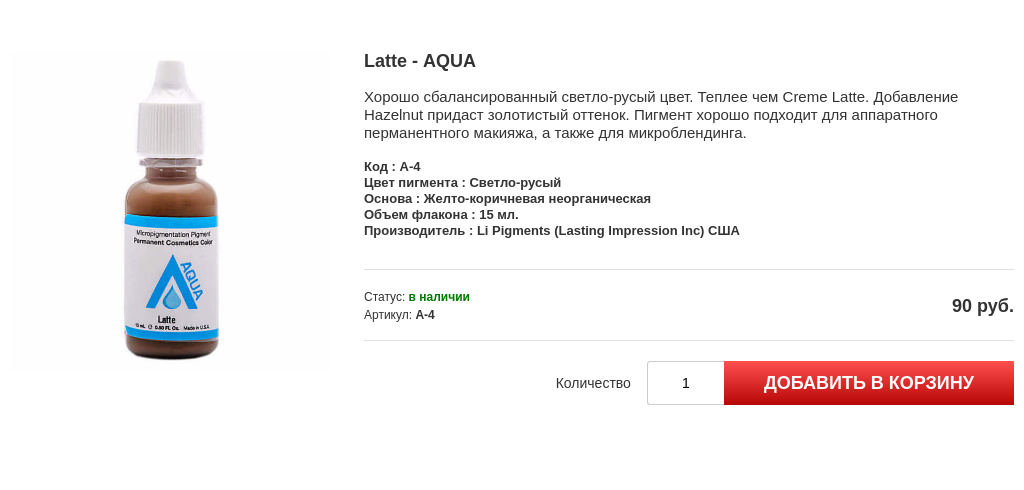 Latte - AQUA
Хорошо сбалансированный светло-русый цвет. Теплее чем Creme Latte. Добавление
Hazelnut придаст золотистый оттенок. Пигмент хорошо подходит для аппаратного
перманентного макияжа, а также для микроблендинга.
Код : A-4
Цвет пигмента : Светло-русый
Основа : Желто-коричневая неорганическая
Объем флакона : 15 мл.
Производитель : Li Pigments (Lasting Impression Inc) США
Статус: в наличии
Артикул: A-4
90 руб.
Количество 1 ДОБАВИТЬ В КОРЗИНУ
Micropigmentation Pigment
Permanent Cosmetics Color
AQUA
Latte
15 mL. 0.50 Fl. Oz. Made in U.S.A.